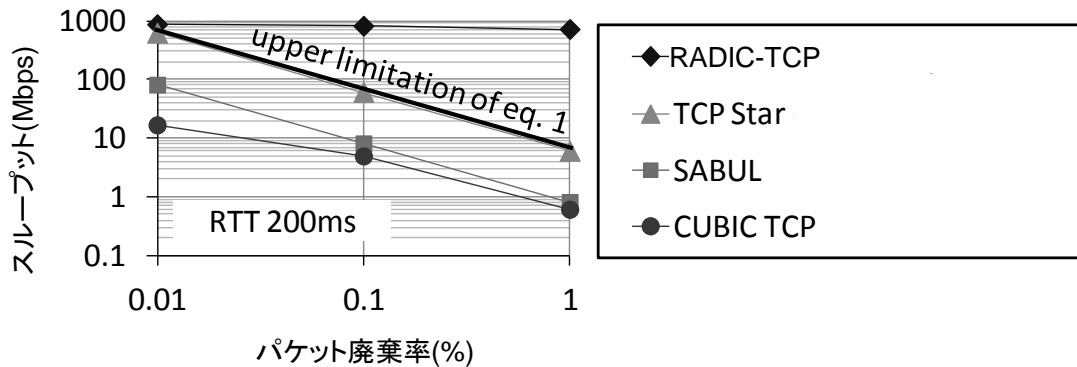 スループット(Mbps)
1000
100
10
1
0.1
upper limitation of eq. 1
RTT 200ms
0.01
0.1
1
パケット廃棄率(%)
RADIC-TCP
TCP Star
SABUL
CUBIC TCP